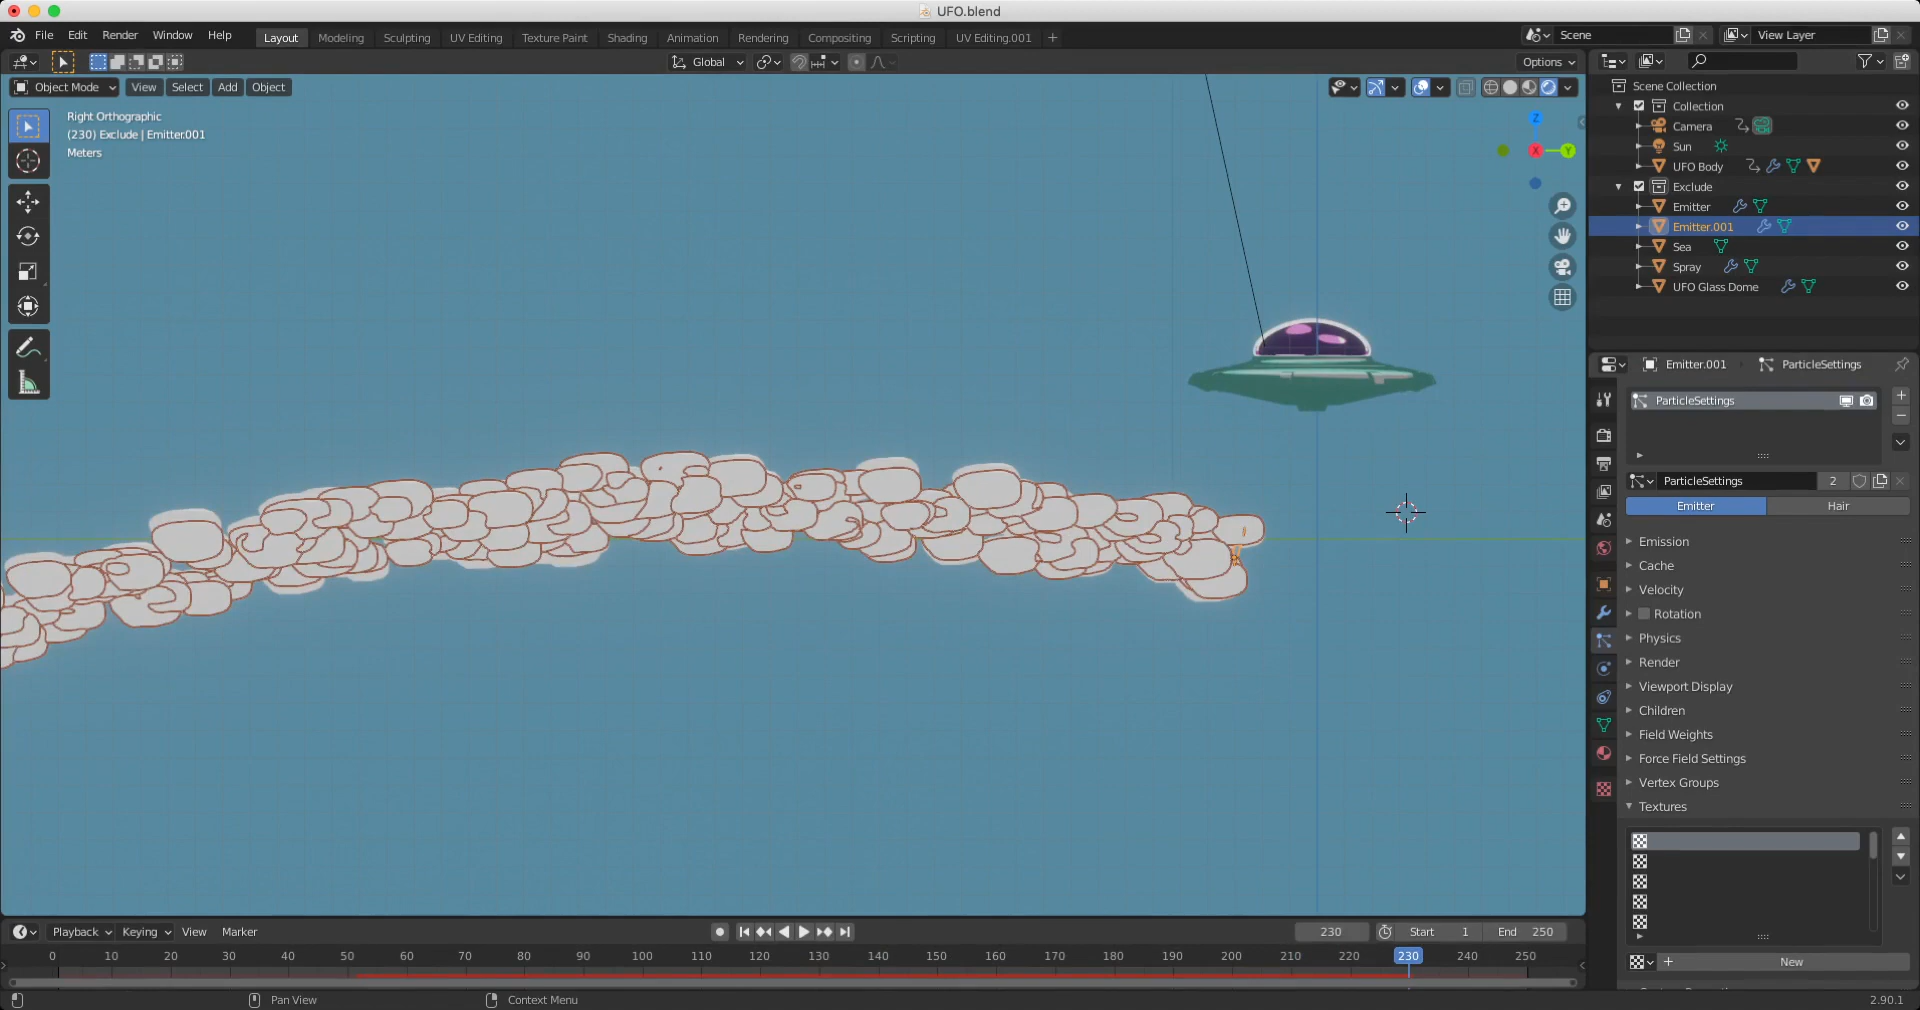 UFO.blend
File Edit Render Window Help Layout Modeling Sculpting UV Editing Texture Paint Shading Animation Rendering Compositing Scripting UV Editing.001 + Scene View Layer
Global Options
Object Mode View Select Add Object
Right Orthographic
(230) Exclude | Emitter.001
Meters
Z
X
Y
Scene Collection
Collection
Camera
Sun
UFO Body
Exclude
Emitter
Emitter.001
Sea
Spray
UFO Glass Dome
Emitter.001 ParticleSettings
ParticleSettings
ParticleSettings 2
Emitter Hair
Emission
Cache
Velocity
Rotation
Physics
Render
Viewport Display
Children
Field Weights
Force Field Settings
Vertex Groups
Textures
+ New
Playback Keying View Marker 230 Start 1 End 250
0 10 20 30 40 50 60 70 80 90 100 110 120 130 140 150 160 170 180 190 200 210 220 230 240 250
Pan View Context Menu 2.90.1